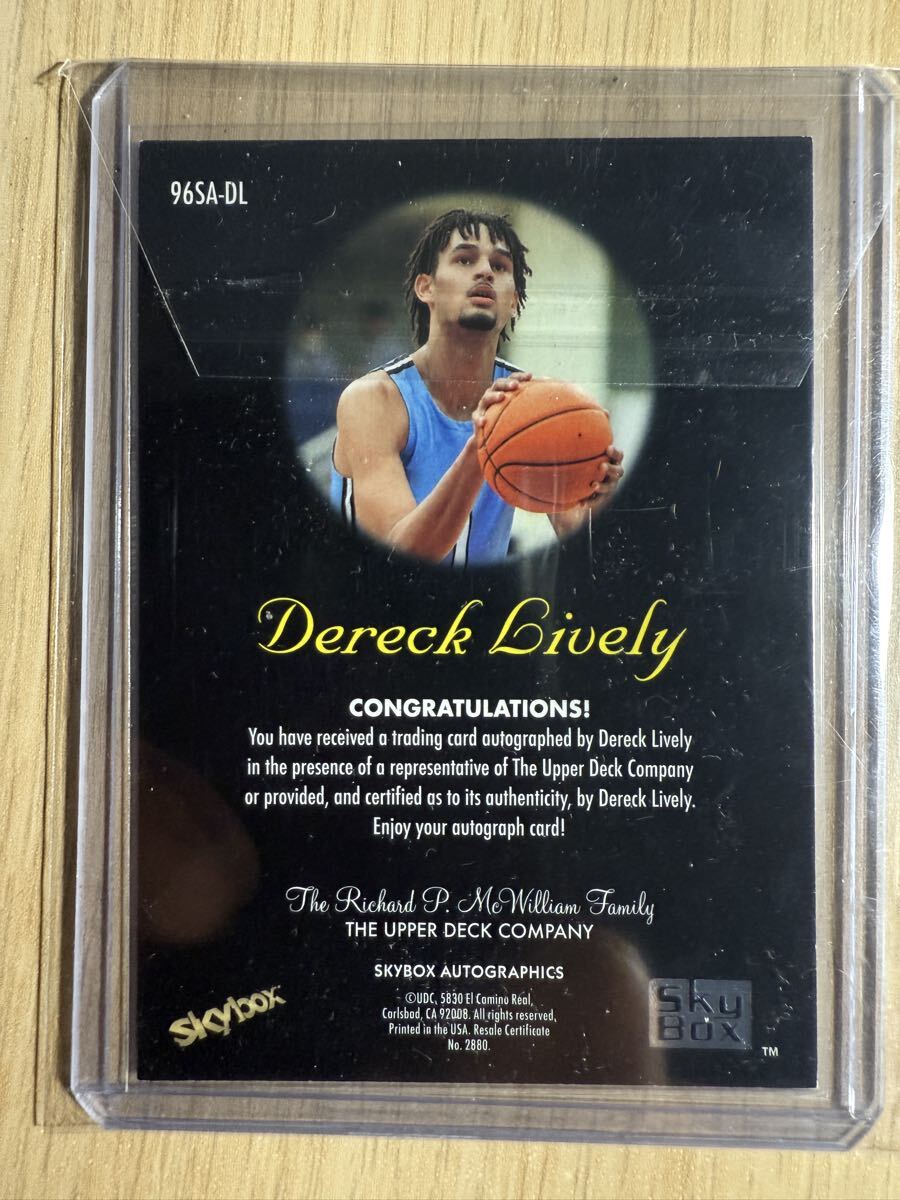 96SA-DL
Dereck Lively
CONGRATULATIONS!
You have received a trading card autographed by Dereck Lively
in the presence of a representative of The Upper Deck Company
or provided, and certified as to its authenticity, by Dereck Lively.
Enjoy your autograph card!
The Richard P. McWilliam Family
THE UPPER DECK COMPANY
SKYBOX AUTOGRAPHICS
©UDC, 5830 El Camino Real,
Carlsbad, CA 92008. All rights reserved.
Printed in the USA. Resale Certificate
No. 2880.
skybox
Sky
Box
TM